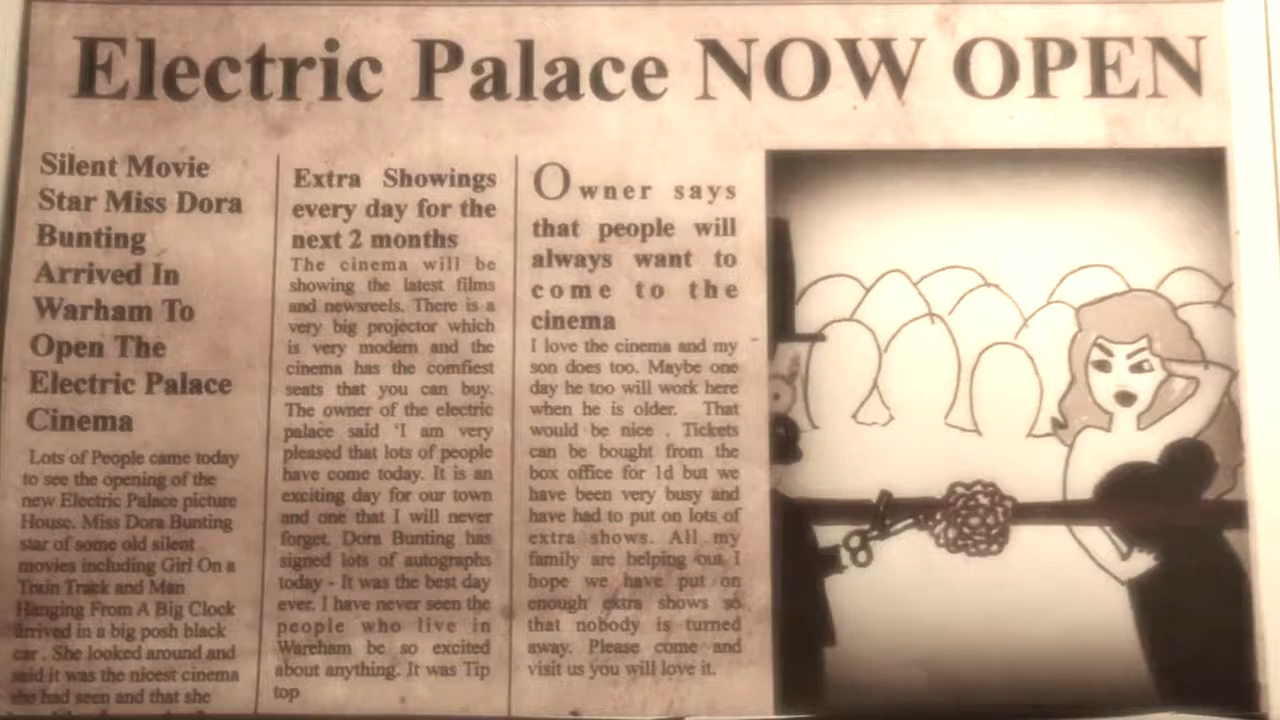 Electric Palace NOW OPEN
Silent Movie
Star Miss Dora
Bunting
Arrived In
Warham To
Open The
Electric Palace
Cinema
Lots of People came today
to see the opening of the
new Electric Palace picture
House. Miss Dora Bunting
star of some old silent
movies including Girl On a
Train Track and Man
Hanging From A Big Clock
arrived in a big posh black
car . She looked around and
said it was the nicest cinema
she had seen and that she
Extra Showings
every day for the
next 2 months
The cinema will be
showing the latest films
and newsreels. There is a
very big projector which
is very modern and the
cinema has the comfiest
seats that you can buy.
The owner of the electric
palace said 'I am very
pleased that lots of people
have come today. It is an
exciting day for our town
and one that I will never
forget. Dora Bunting has
signed lots of autographs
today - It was the best day
ever. I have never seen the
people who live in
Wareham be so excited
about anything. It was Tip
top
Owner says
that people will
always want to
come to the
cinema
I love the cinema and my
son does too. Maybe one
day he too will work here
when he is older. That
would be nice . Tickets
can be bought from the
box office for 1d but we
have been very busy and
have had to put on lots of
extra shows. All my
family are helping out I
hope we have put on
enough extra shows so
that nobody is turned
away. Please come and
visit us you will love it.